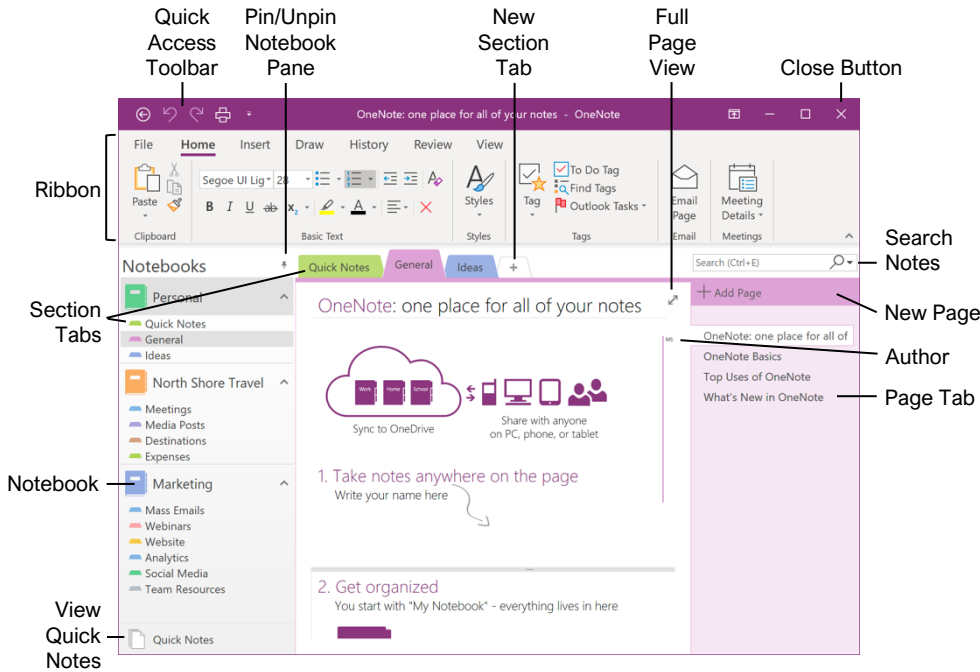 Quick
Access
Toolbar
Pin/Unpin
Notebook
Pane
New
Section
Tab
Full
Page
View
Close Button
OneNote: one place for all of your notes - OneNote
Ribbon
File Home Insert Draw History Review View
Paste
Clipboard
Segoe UI Lig 28
B I U ab x₂ A
Basic Text
Styles
Styles
Tag
To Do Tag
Find Tags
Outlook Tasks
Tags
Email
Page
Email
Meeting
Details
Meetings
Notebooks
Quick Notes General Ideas +
Search (Ctrl+E)
Search
Notes
Section
Tabs
Personal
Quick Notes
General
Ideas
North Shore Travel
Meetings
Media Posts
Destinations
Expenses
Notebook
Marketing
Mass Emails
Webinars
Website
Analytics
Social Media
Team Resources
View
Quick
Notes
Quick Notes
OneNote: one place for all of your notes
MS
Work Home School
Sync to OneDrive
Share with anyone
on PC, phone, or tablet
1. Take notes anywhere on the page
Write your name here
2. Get organized
You start with "My Notebook" - everything lives in here
Add Page
New Page
OneNote: one place for all of
OneNote Basics
Top Uses of OneNote
What's New in OneNote
Author
Page Tab